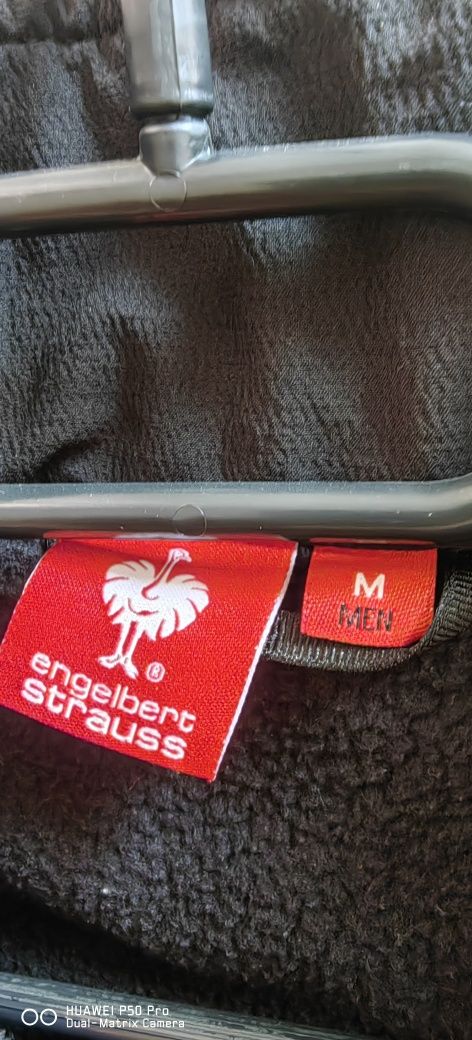 M
MEN
®
engelbert
strauss
HUAWEI P50 Pro
Dual-Matrix Camera